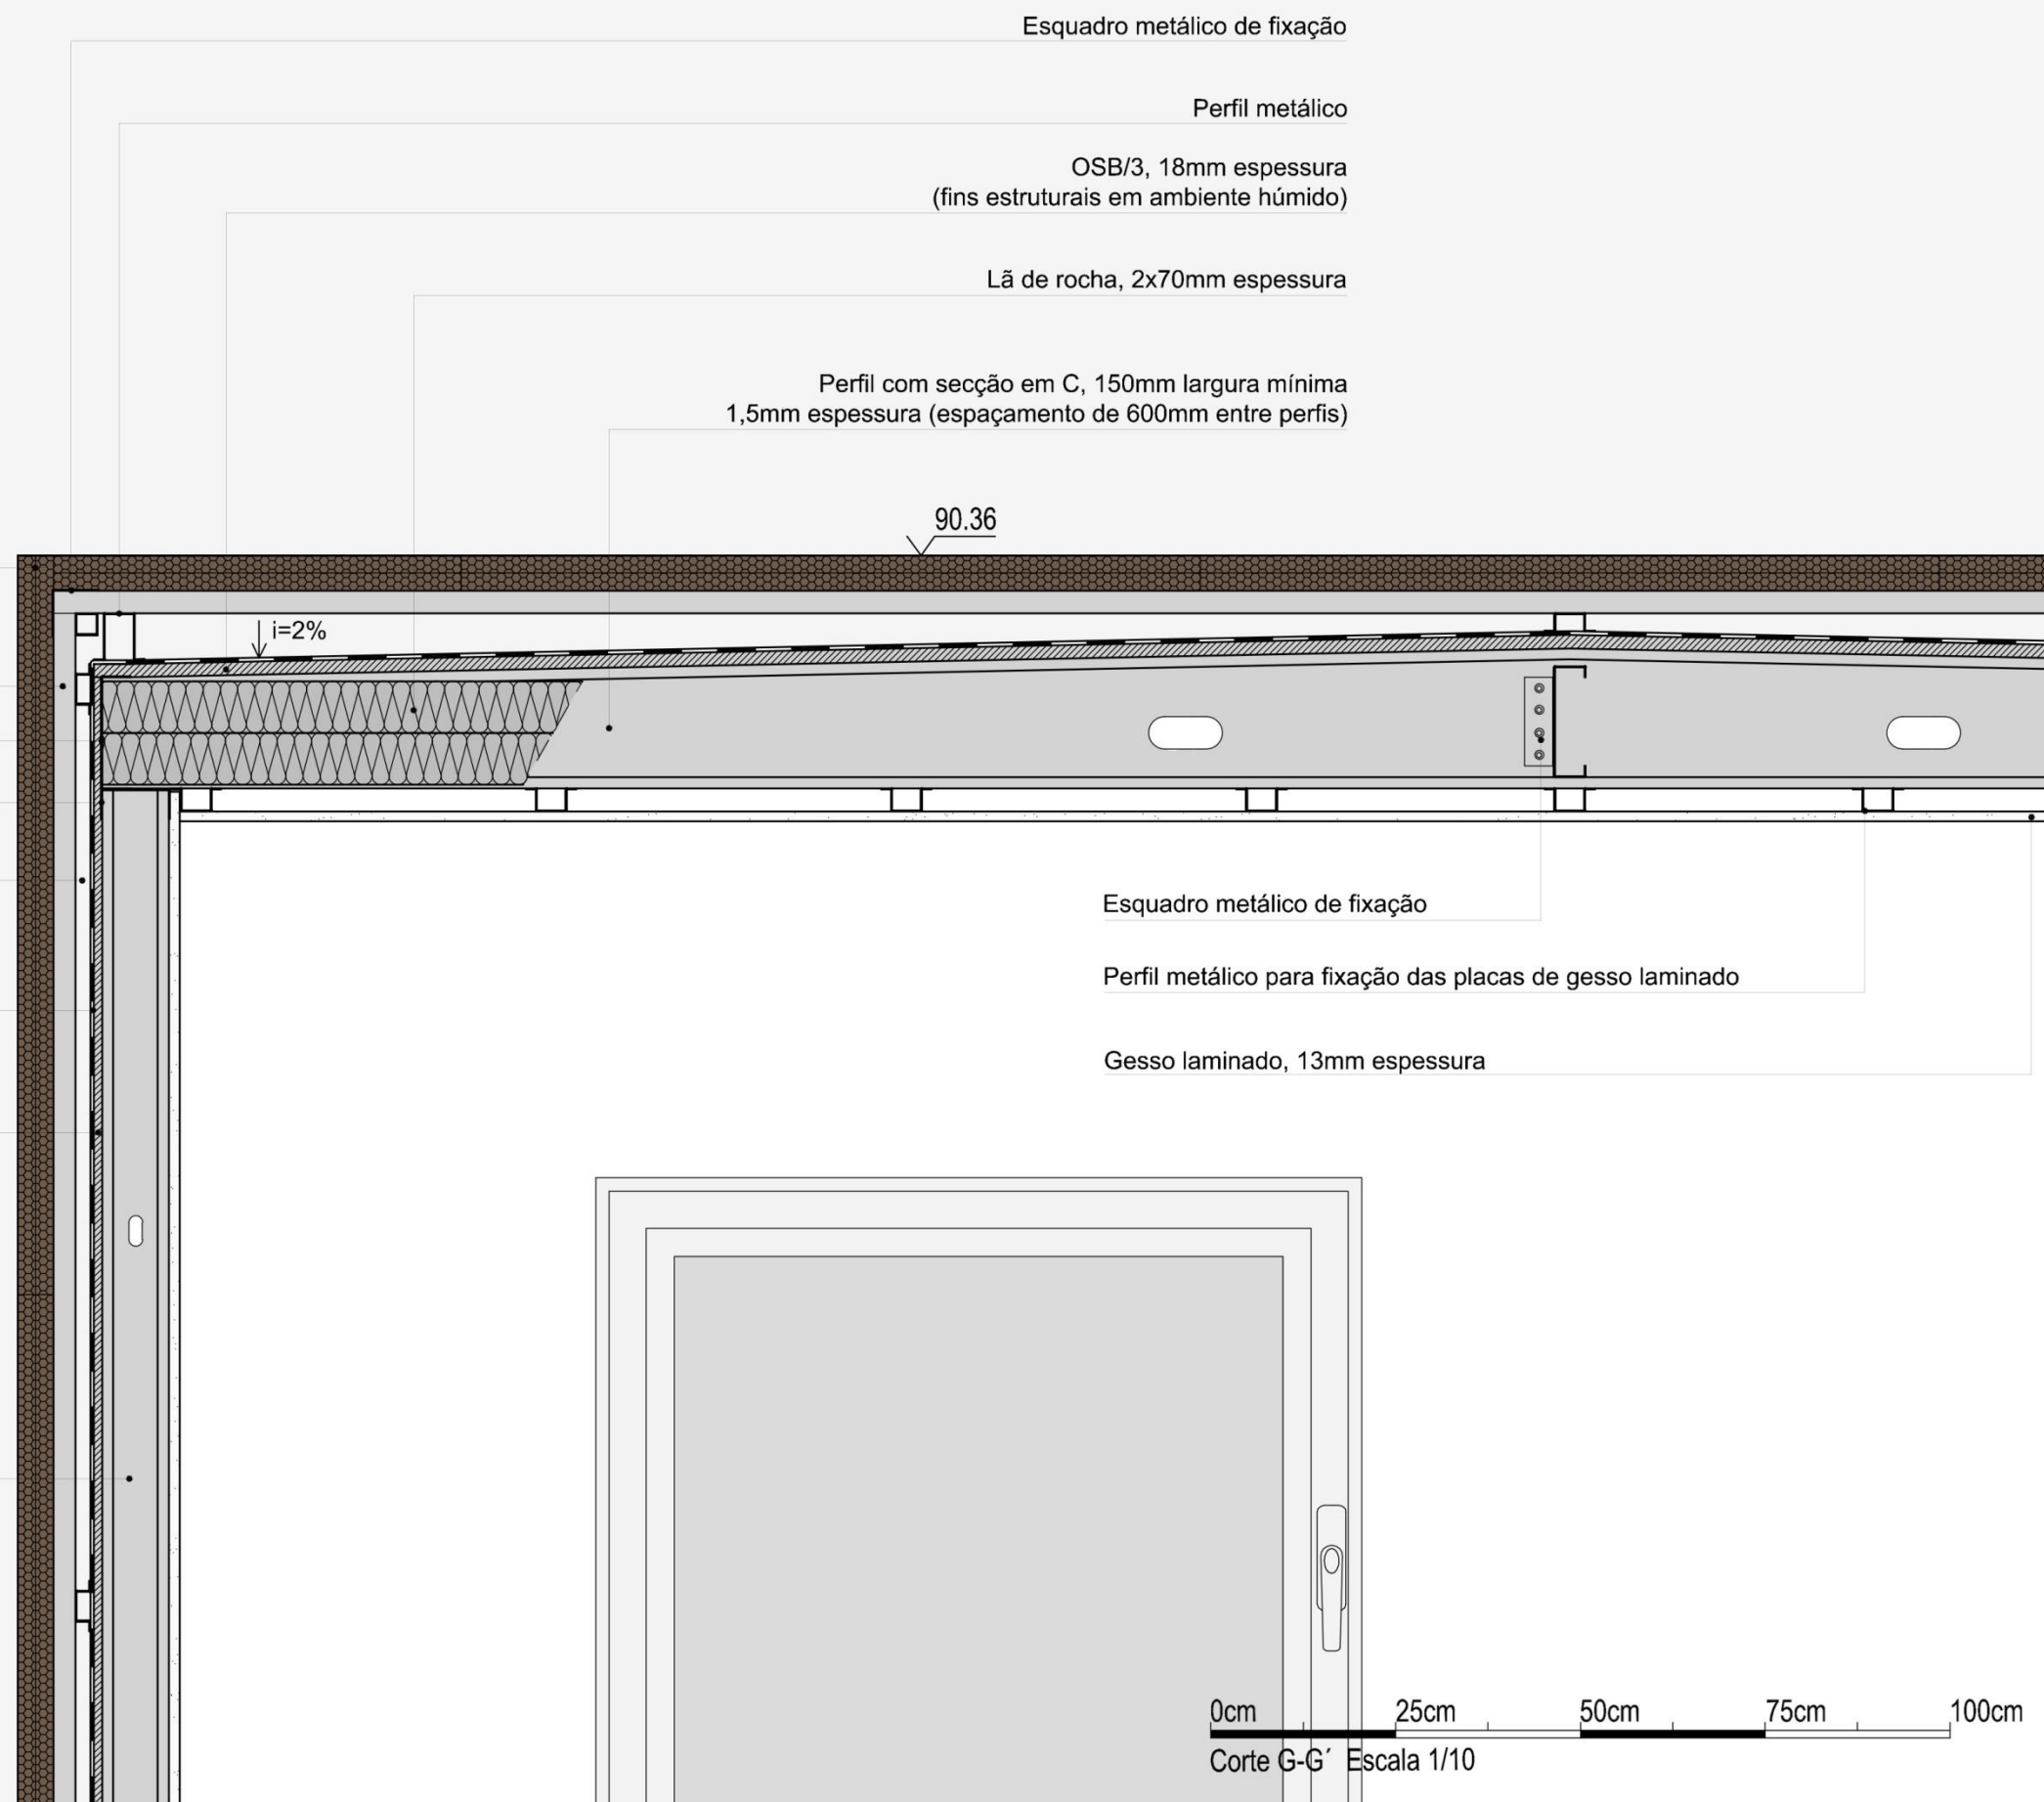 Esquadro metálico de fixação
Perfil metálico
OSB/3, 18mm espessura
(fins estruturais em ambiente húmido)
Lã de rocha, 2x70mm espessura
Perfil com secção em C, 150mm largura mínima
1,5mm espessura (espaçamento de 600mm entre perfis)
90.36
i=2%
Esquadro metálico de fixação
Perfil metálico para fixação das placas de gesso laminado
Gesso laminado, 13mm espessura
0cm 25cm 50cm 75cm 100cm
Corte G-G´ Escala 1/10